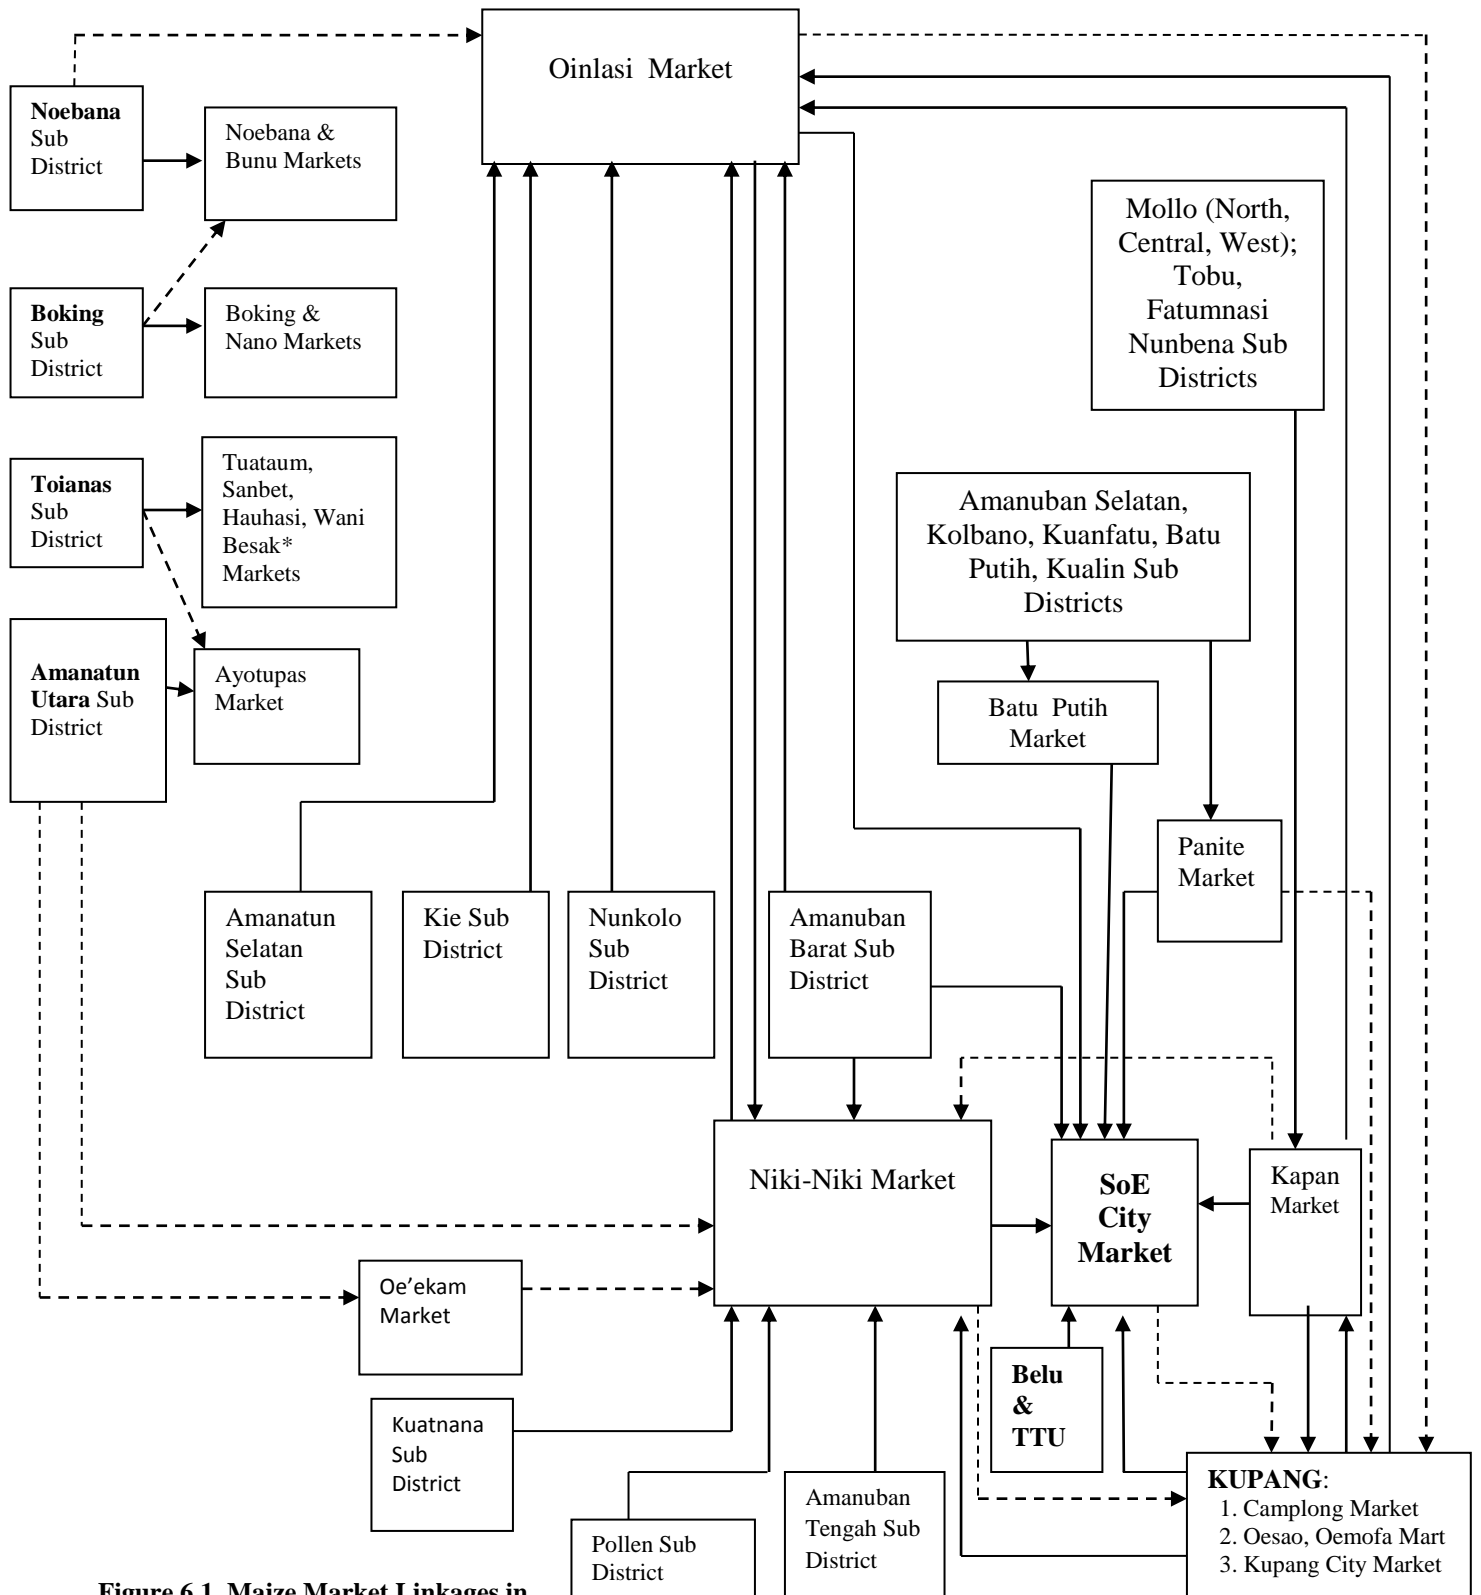 Oinlasi Market
Noebana
Sub
District
Noebana &
Bunu Markets
Mollo (North,
Central, West);
Tobu,
Fatumnasi
Nunbena Sub
Districts
Boking
Sub
District
Boking &
Nano Markets
Toianas
Sub
District
Tuataum,
Sanbet,
Hauhasi, Wani
Besak*
Markets
Amanuban Selatan,
Kolbano, Kuanfatu, Batu
Putih, Kualin Sub
Districts
Amanatun
Utara Sub
District
Ayotupas
Market
Batu Putih
Market
Panite
Market
Amanatun
Selatan
Sub
District
Kie Sub
District
Nunkolo
Sub
District
Amanuban
Barat Sub
District
Niki-Niki Market
SoE
City
Market
Kapan
Market
Oe'ekam
Market
Belu
&
TTU
Kuatnana
Sub
District
Pollen Sub
District
Amanuban
Tengah Sub
District
KUPANG:
1. Camplong Market
2. Oesao, Oemofa Mart
3. Kupang City Market
Figure 6.1. Maize Market Linkages in